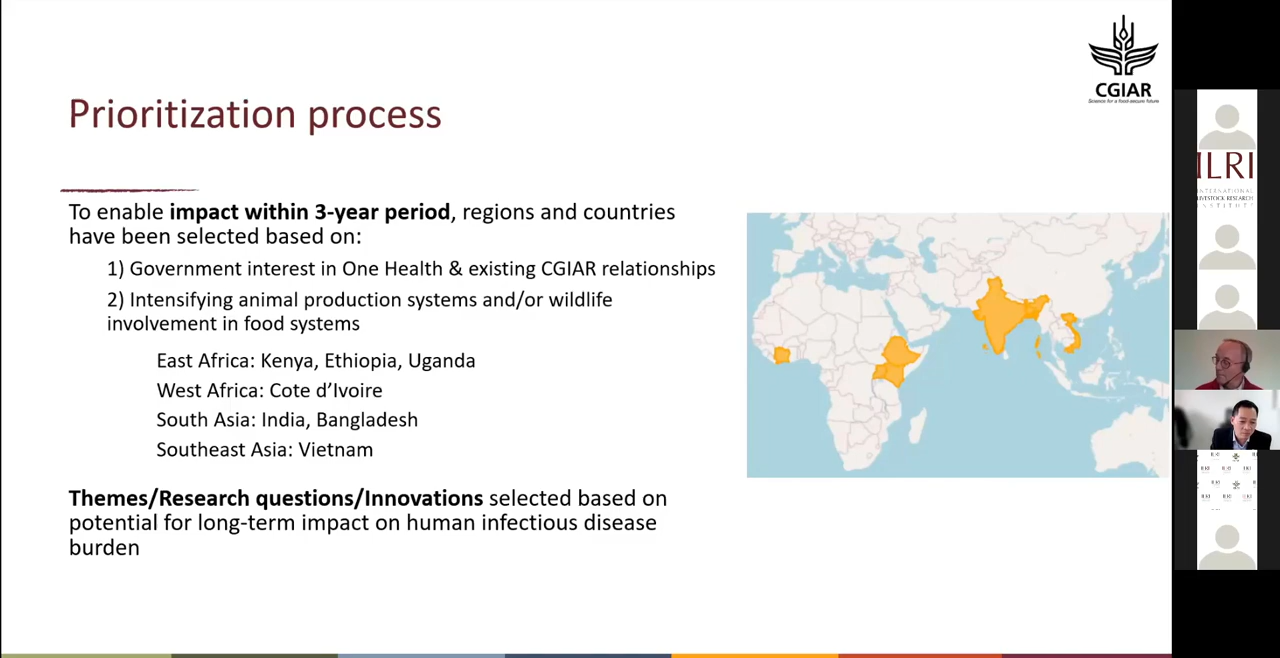 CGIAR
Science for a food-secure future
Prioritization process
To enable impact within 3-year period, regions and countries
have been selected based on:
1) Government interest in One Health & existing CGIAR relationships
2) Intensifying animal production systems and/or wildlife
involvement in food systems
East Africa: Kenya, Ethiopia, Uganda
West Africa: Cote d’Ivoire
South Asia: India, Bangladesh
Southeast Asia: Vietnam
Themes/Research questions/Innovations selected based on
potential for long-term impact on human infectious disease
burden
ILRI
INTERNATIONAL
LIVESTOCK RESEARCH
INSTITUTE